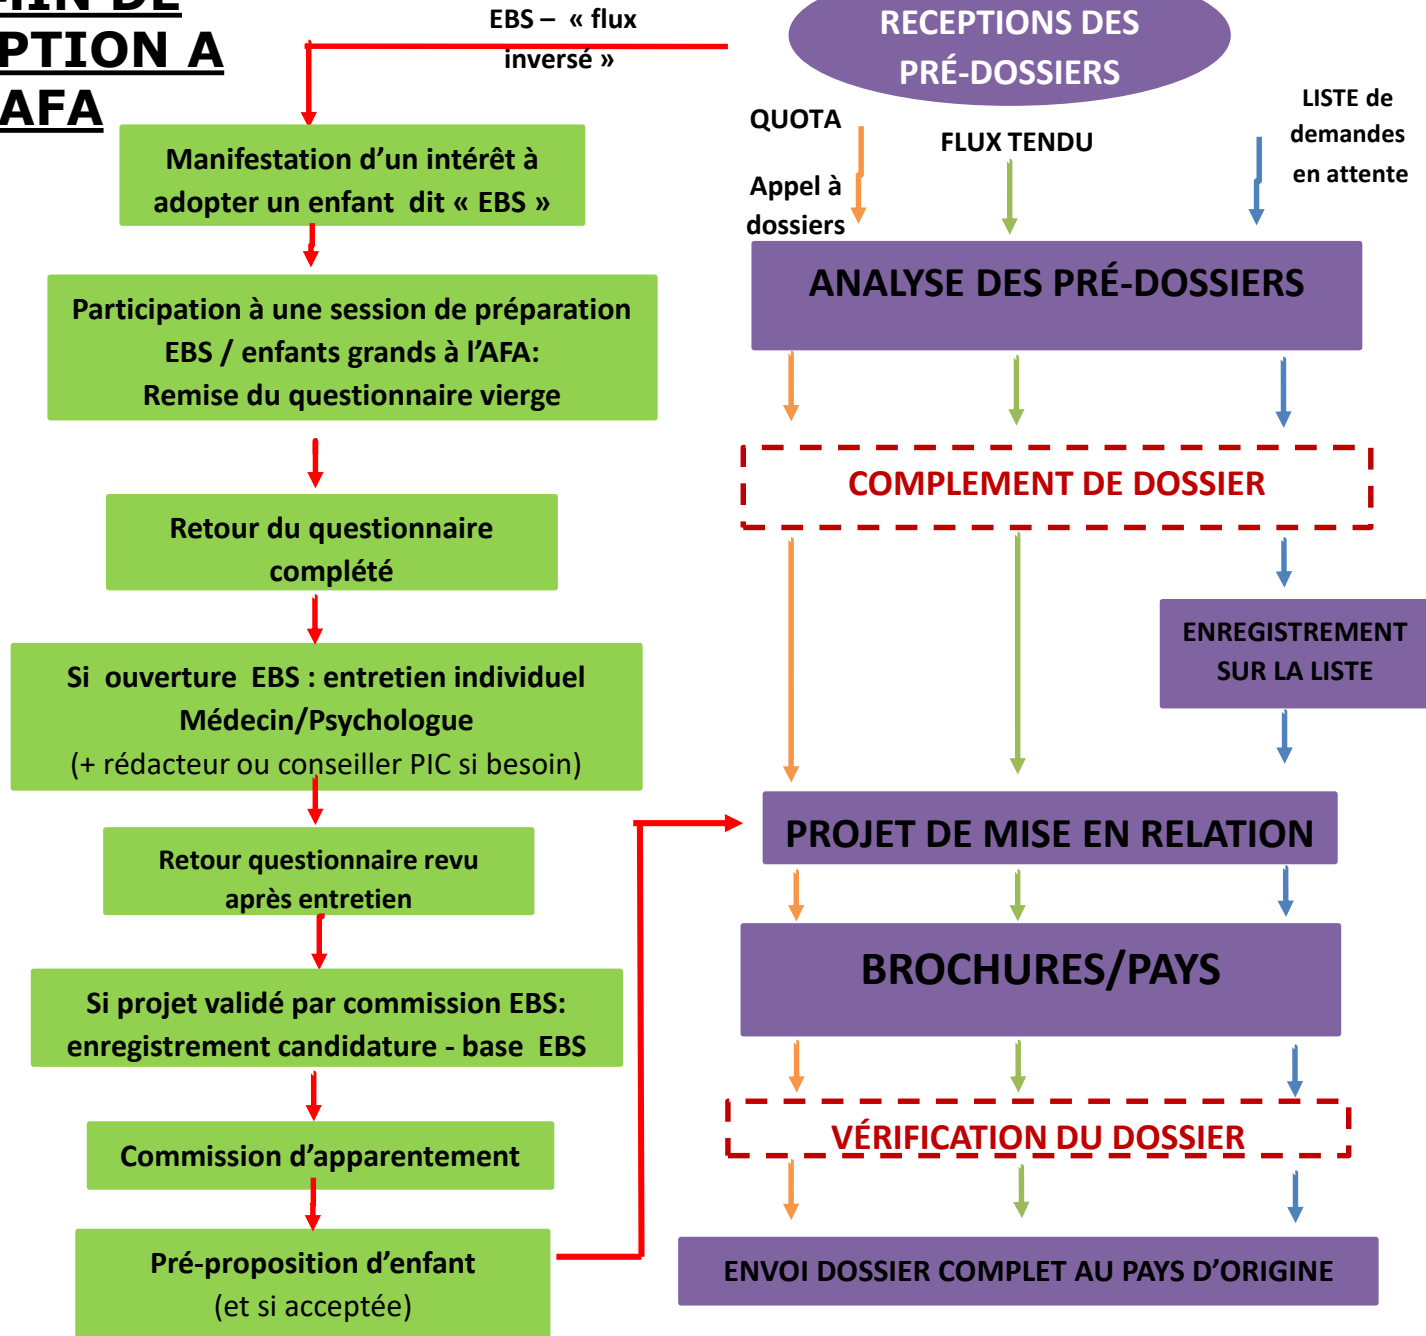 PTION A
AFA
EBS – « flux
inversé »
RECEPTIONS DES
PRÉ-DOSSIERS
QUOTA
Appel à
dossiers
FLUX TENDU
LISTE de
demandes
en attente
Manifestation d’un intérêt à
adopter un enfant dit « EBS »
Participation à une session de préparation
EBS / enfants grands à l’AFA:
Remise du questionnaire vierge
Retour du questionnaire
complété
Si ouverture EBS : entretien individuel
Médecin/Psychologue
(+ rédacteur ou conseiller PIC si besoin)
Retour questionnaire revu
après entretien
Si projet validé par commission EBS:
enregistrement candidature - base EBS
Commission d’apparentement
Pré-proposition d’enfant
(et si acceptée)
ANALYSE DES PRÉ-DOSSIERS
COMPLEMENT DE DOSSIER
ENREGISTREMENT
SUR LA LISTE
PROJET DE MISE EN RELATION
BROCHURES/PAYS
VÉRIFICATION DU DOSSIER
ENVOI DOSSIER COMPLET AU PAYS D’ORIGINE